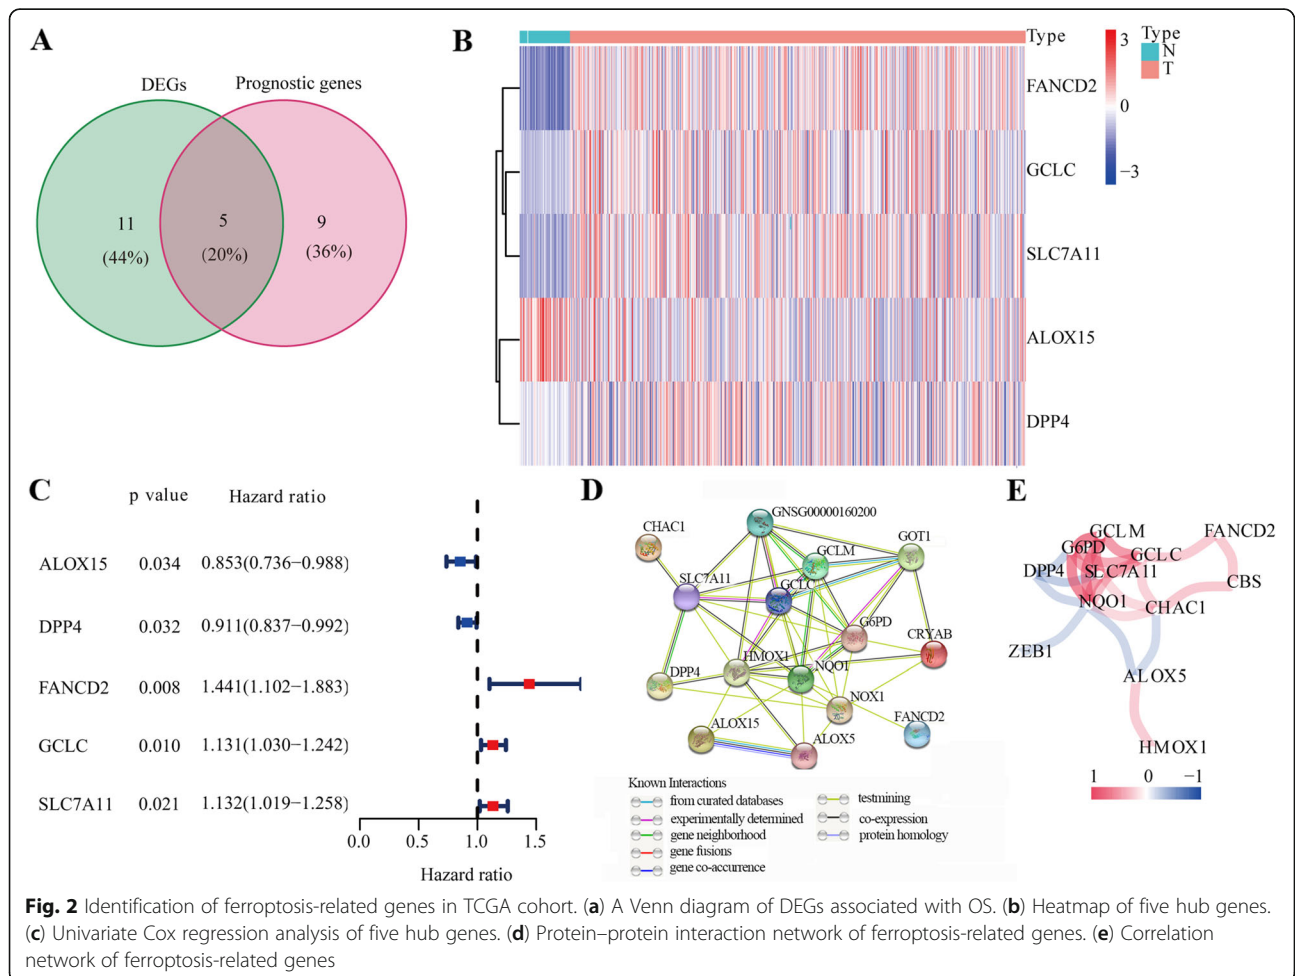 A
DEGs
Prognostic genes
11
(44%)
5
(20%)
9
(36%)
B
Type
FANCD2
GCLC
SLC7A11
ALOX15
DPP4
3
0
−3
Type
N
T
C
p value Hazard ratio
ALOX15 0.034 0.853(0.736−0.988)
DPP4 0.032 0.911(0.837−0.992)
FANCD2 0.008 1.441(1.102−1.883)
GCLC 0.010 1.131(1.030−1.242)
SLC7A11 0.021 1.132(1.019−1.258)
0.0 0.5 1.0 1.5
Hazard ratio
D
GNSG00000160200
CHAC1
GOT1
GCLM
SLC7A11
GCLC
G6PD
CRYAB
HMOX1
NQO1
DPP4
NOX1
FANCD2
ALOX15
ALOX5
Known Interactions
from curated databases
experimentally determined
gene neighborhood
gene fusions
gene co-accurrence
testmining
co-expression
protein homology
E
GCLM
FANCD2
G6PD
GCLC
DPP4
SLC7A11
CBS
NQO1
CHAC1
ZEB1
ALOX5
HMOX1
1 0 −1
Fig. 2 Identification of ferroptosis-related genes in TCGA cohort. (a) A Venn diagram of DEGs associated with OS. (b) Heatmap of five hub genes.
(c) Univariate Cox regression analysis of five hub genes. (d) Protein–protein interaction network of ferroptosis-related genes. (e) Correlation
network of ferroptosis-related genes